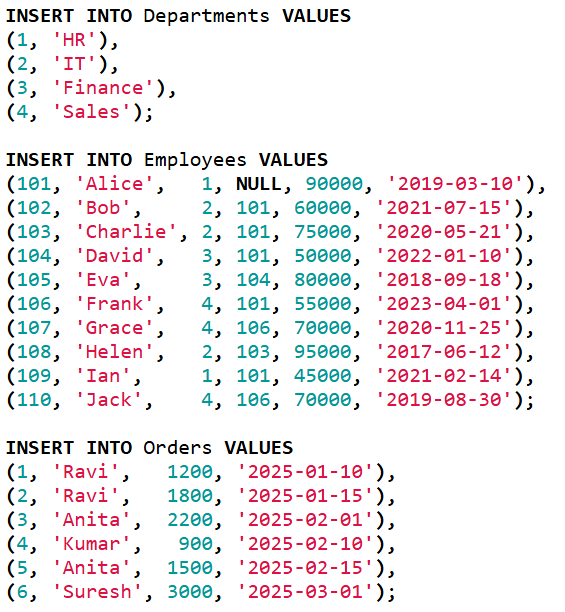 INSERT INTO Departments VALUES
(1, 'HR'),
(2, 'IT'),
(3, 'Finance'),
(4, 'Sales');

INSERT INTO Employees VALUES
(101, 'Alice',   1, NULL, 90000, '2019-03-10'),
(102, 'Bob',     2, 101, 60000, '2021-07-15'),
(103, 'Charlie', 2, 101, 75000, '2020-05-21'),
(104, 'David',   3, 101, 50000, '2022-01-10'),
(105, 'Eva',     3, 104, 80000, '2018-09-18'),
(106, 'Frank',   4, 101, 55000, '2023-04-01'),
(107, 'Grace',   4, 106, 70000, '2020-11-25'),
(108, 'Helen',   2, 103, 95000, '2017-06-12'),
(109, 'Ian',     1, 101, 45000, '2021-02-14'),
(110, 'Jack',    4, 106, 70000, '2019-08-30');

INSERT INTO Orders VALUES
(1, 'Ravi',   1200, '2025-01-10'),
(2, 'Ravi',   1800, '2025-01-15'),
(3, 'Anita',  2200, '2025-02-01'),
(4, 'Kumar',   900, '2025-02-10'),
(5, 'Anita',  1500, '2025-02-15'),
(6, 'Suresh', 3000, '2025-03-01');